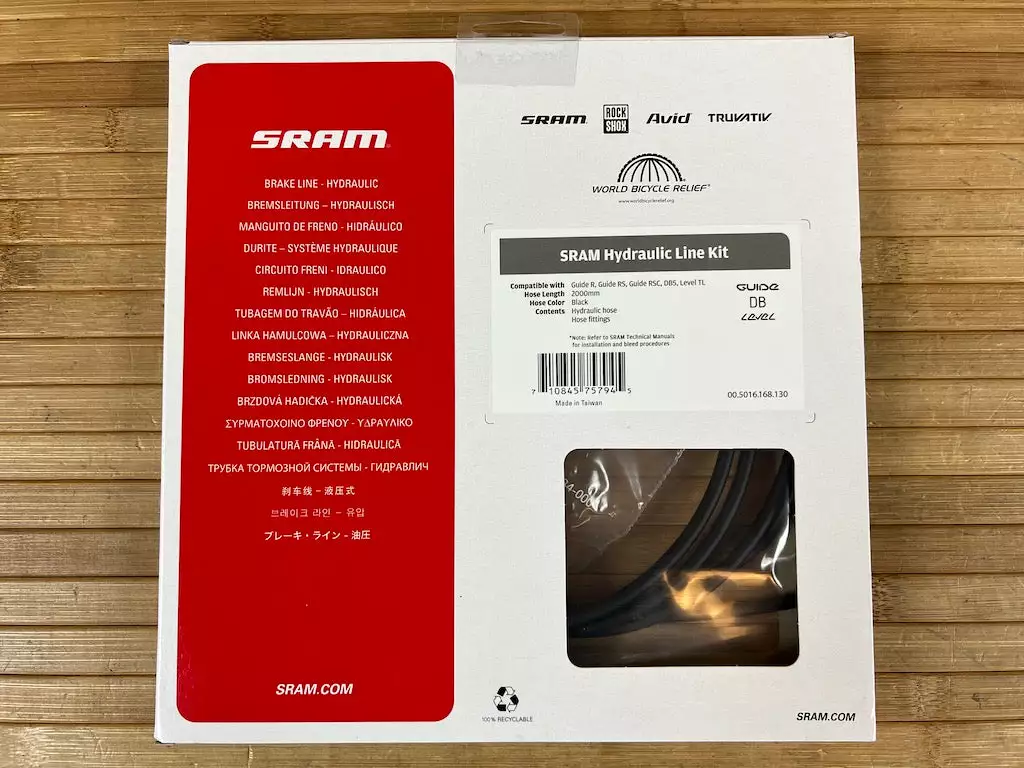 SRAM
BRAKE LINE - HYDRAULIC
BREMSLEITUNG – HYDRAULISCH
MANGUITO DE FRENO - HIDRÁULICO
DURITE – SYSTÈME HYDRAULIQUE
CIRCUITO FRENI - IDRAULICO
REMLIJN – HYDRAULISCH
TUBAGEM DO TRAVÃO – HIDRÁULICA
LINKA HAMULCOWA – HYDRAULICZNA
BREMSESLANGE - HYDRAULISK
BROMSLEDNING - HYDRAULISK
BRZDOVÁ HADIČKA - HYDRAULICKÁ
ΣΥΡΜΑΤΟΧΟΙΝΟ ΦΡΕΝΟΥ - ΥΔΡΑΥΛΙΚΟ
TUBULATURĂ FRÂNĂ - HIDRAULICĂ
ТРУБКА ТОРМОЗНОЙ СИСТЕМЫ - ГИДРАВЛИЧ
刹车线 – 液压式
브레이크 라인 – 유압
ブレーキ・ライン - 油圧
SRAM.COM
SRAM ROCK SHOX Avid TRUVATIV
WORLD BICYCLE RELIEF®
www.worldbicyclerelief.org
SRAM Hydraulic Line Kit
Compatible with Guide R, Guide RS, Guide RSC, DB5, Level TL
Hose Length 2000mm
Hose Color Black
Contents Hydraulic hose
Hose fittings
*Note: Refer to SRAM Technical Manuals
for installation and bleed procedures
GUIDE
DB
LEVEL
7 10845 75794 5
Made in Taiwan
00.5016.168.130
100% RECYCLABLE
SRAM.COM